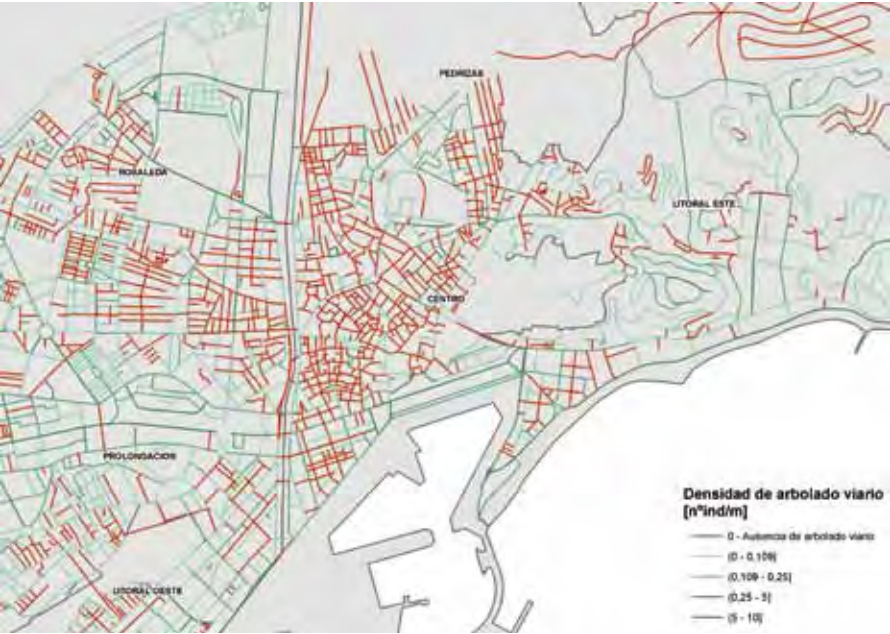 PEDRIZAS
ROSALEDA
LITORAL ESTE
CENTRO
PROLONGACION
LITORAL OESTE
Densidad de arbolado viario
[nºind/m]
0 - Ausencia de arbolado viario
(0 - 0,109]
(0,109 - 0,25]
(0,25 - 5]
(5 - 10]